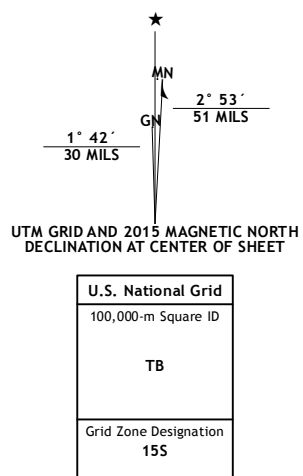 ★
MN
GN
2° 53´
51 MILS
1° 42´
30 MILS
UTM GRID AND 2015 MAGNETIC NORTH
DECLINATION AT CENTER OF SHEET
U.S. National Grid
100,000-m Square ID
TB
Grid Zone Designation
15S